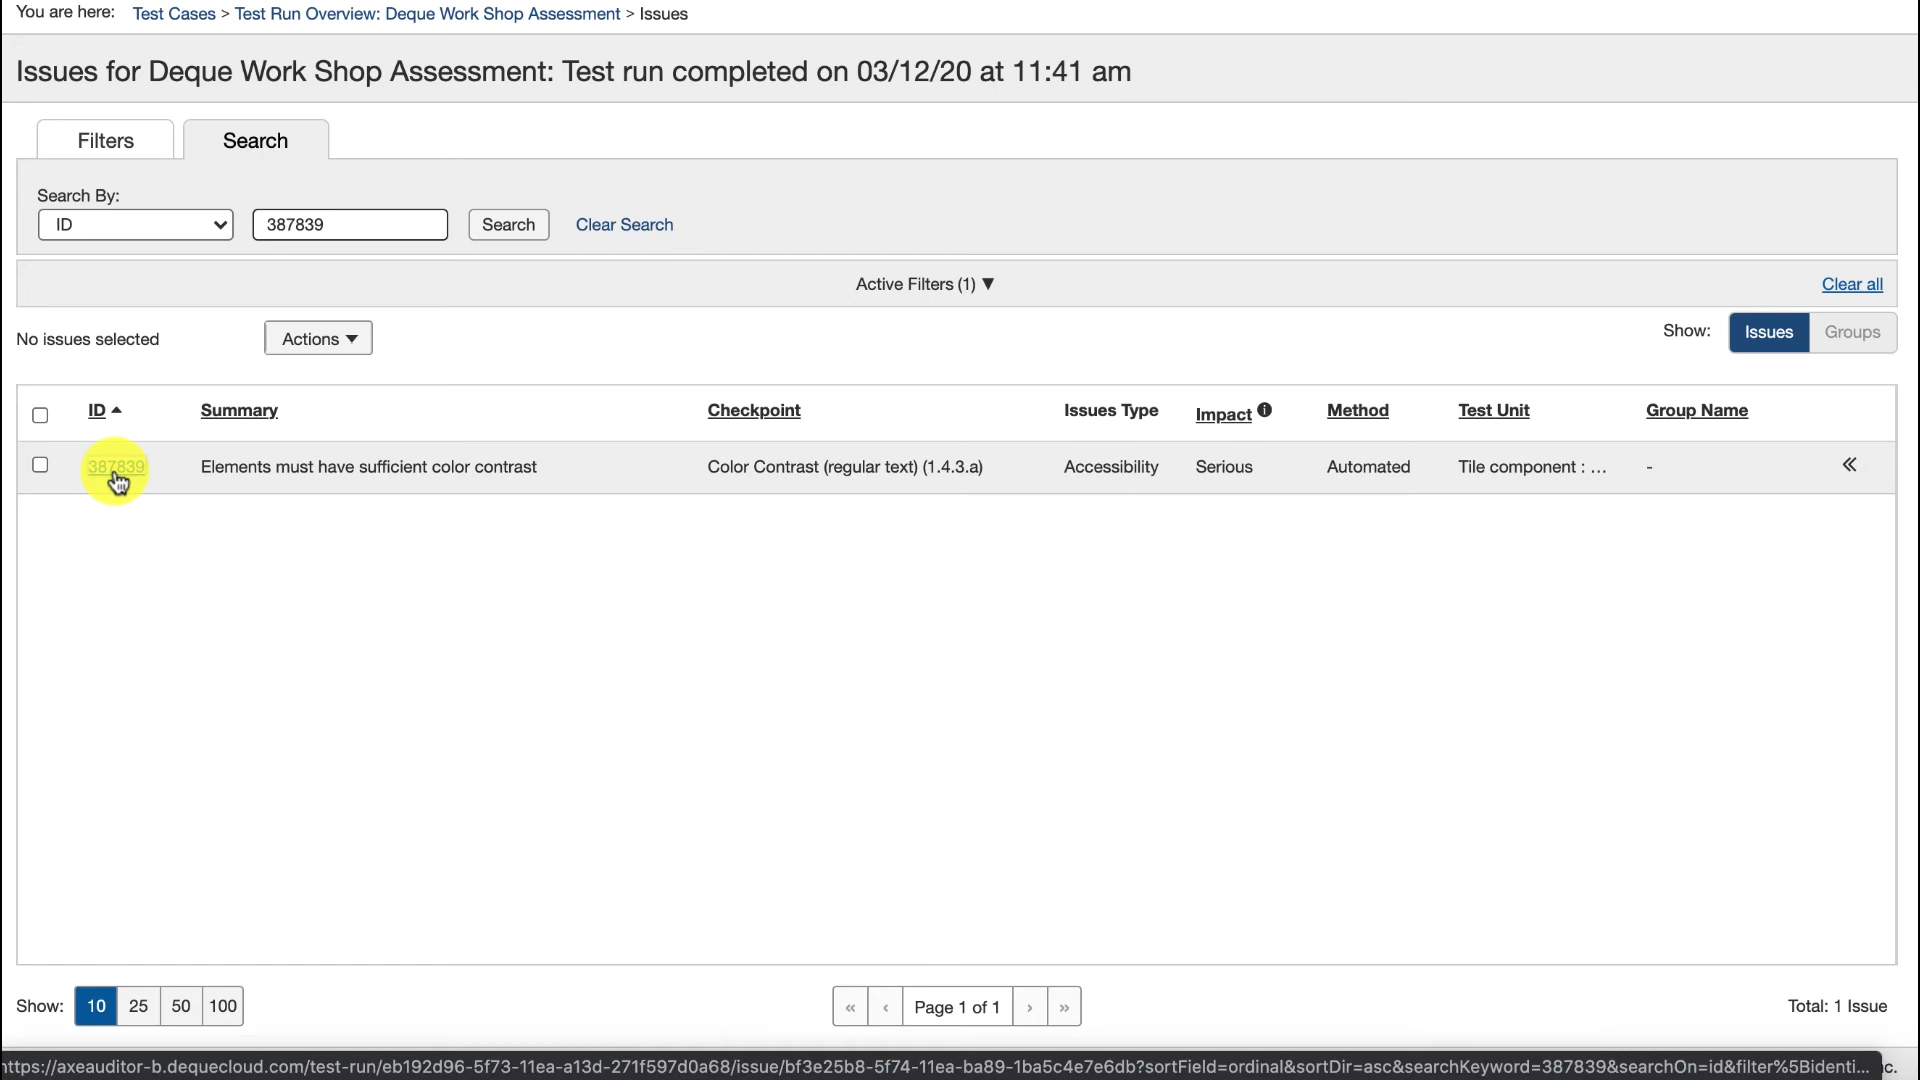 You are here: Test Cases > Test Run Overview: Deque Work Shop Assessment > Issues
Issues for Deque Work Shop Assessment: Test run completed on 03/12/20 at 11:41 am
Filters Search
Search By:
ID 387839 Search Clear Search
Active Filters (1) ▼ Clear all
No issues selected Actions ▼ Show: Issues Groups
ID ▲ Summary Checkpoint Issues Type Impact Method Test Unit Group Name
387839 Elements must have sufficient color contrast Color Contrast (regular text) (1.4.3.a) Accessibility Serious Automated Tile component : ... - «
Show: 10 25 50 100 « ‹ Page 1 of 1 › » Total: 1 Issue
ttps://axeauditor-b.dequecloud.com/test-run/eb192d96-5f73-11ea-a13d-271f597d0a68/issue/bf3e25b8-5f74-11ea-ba89-1ba5c4e7e6db?sortField=ordinal&sortDir=asc&searchKeyword=387839&searchOn=id&filter%5Bidenti... nc.